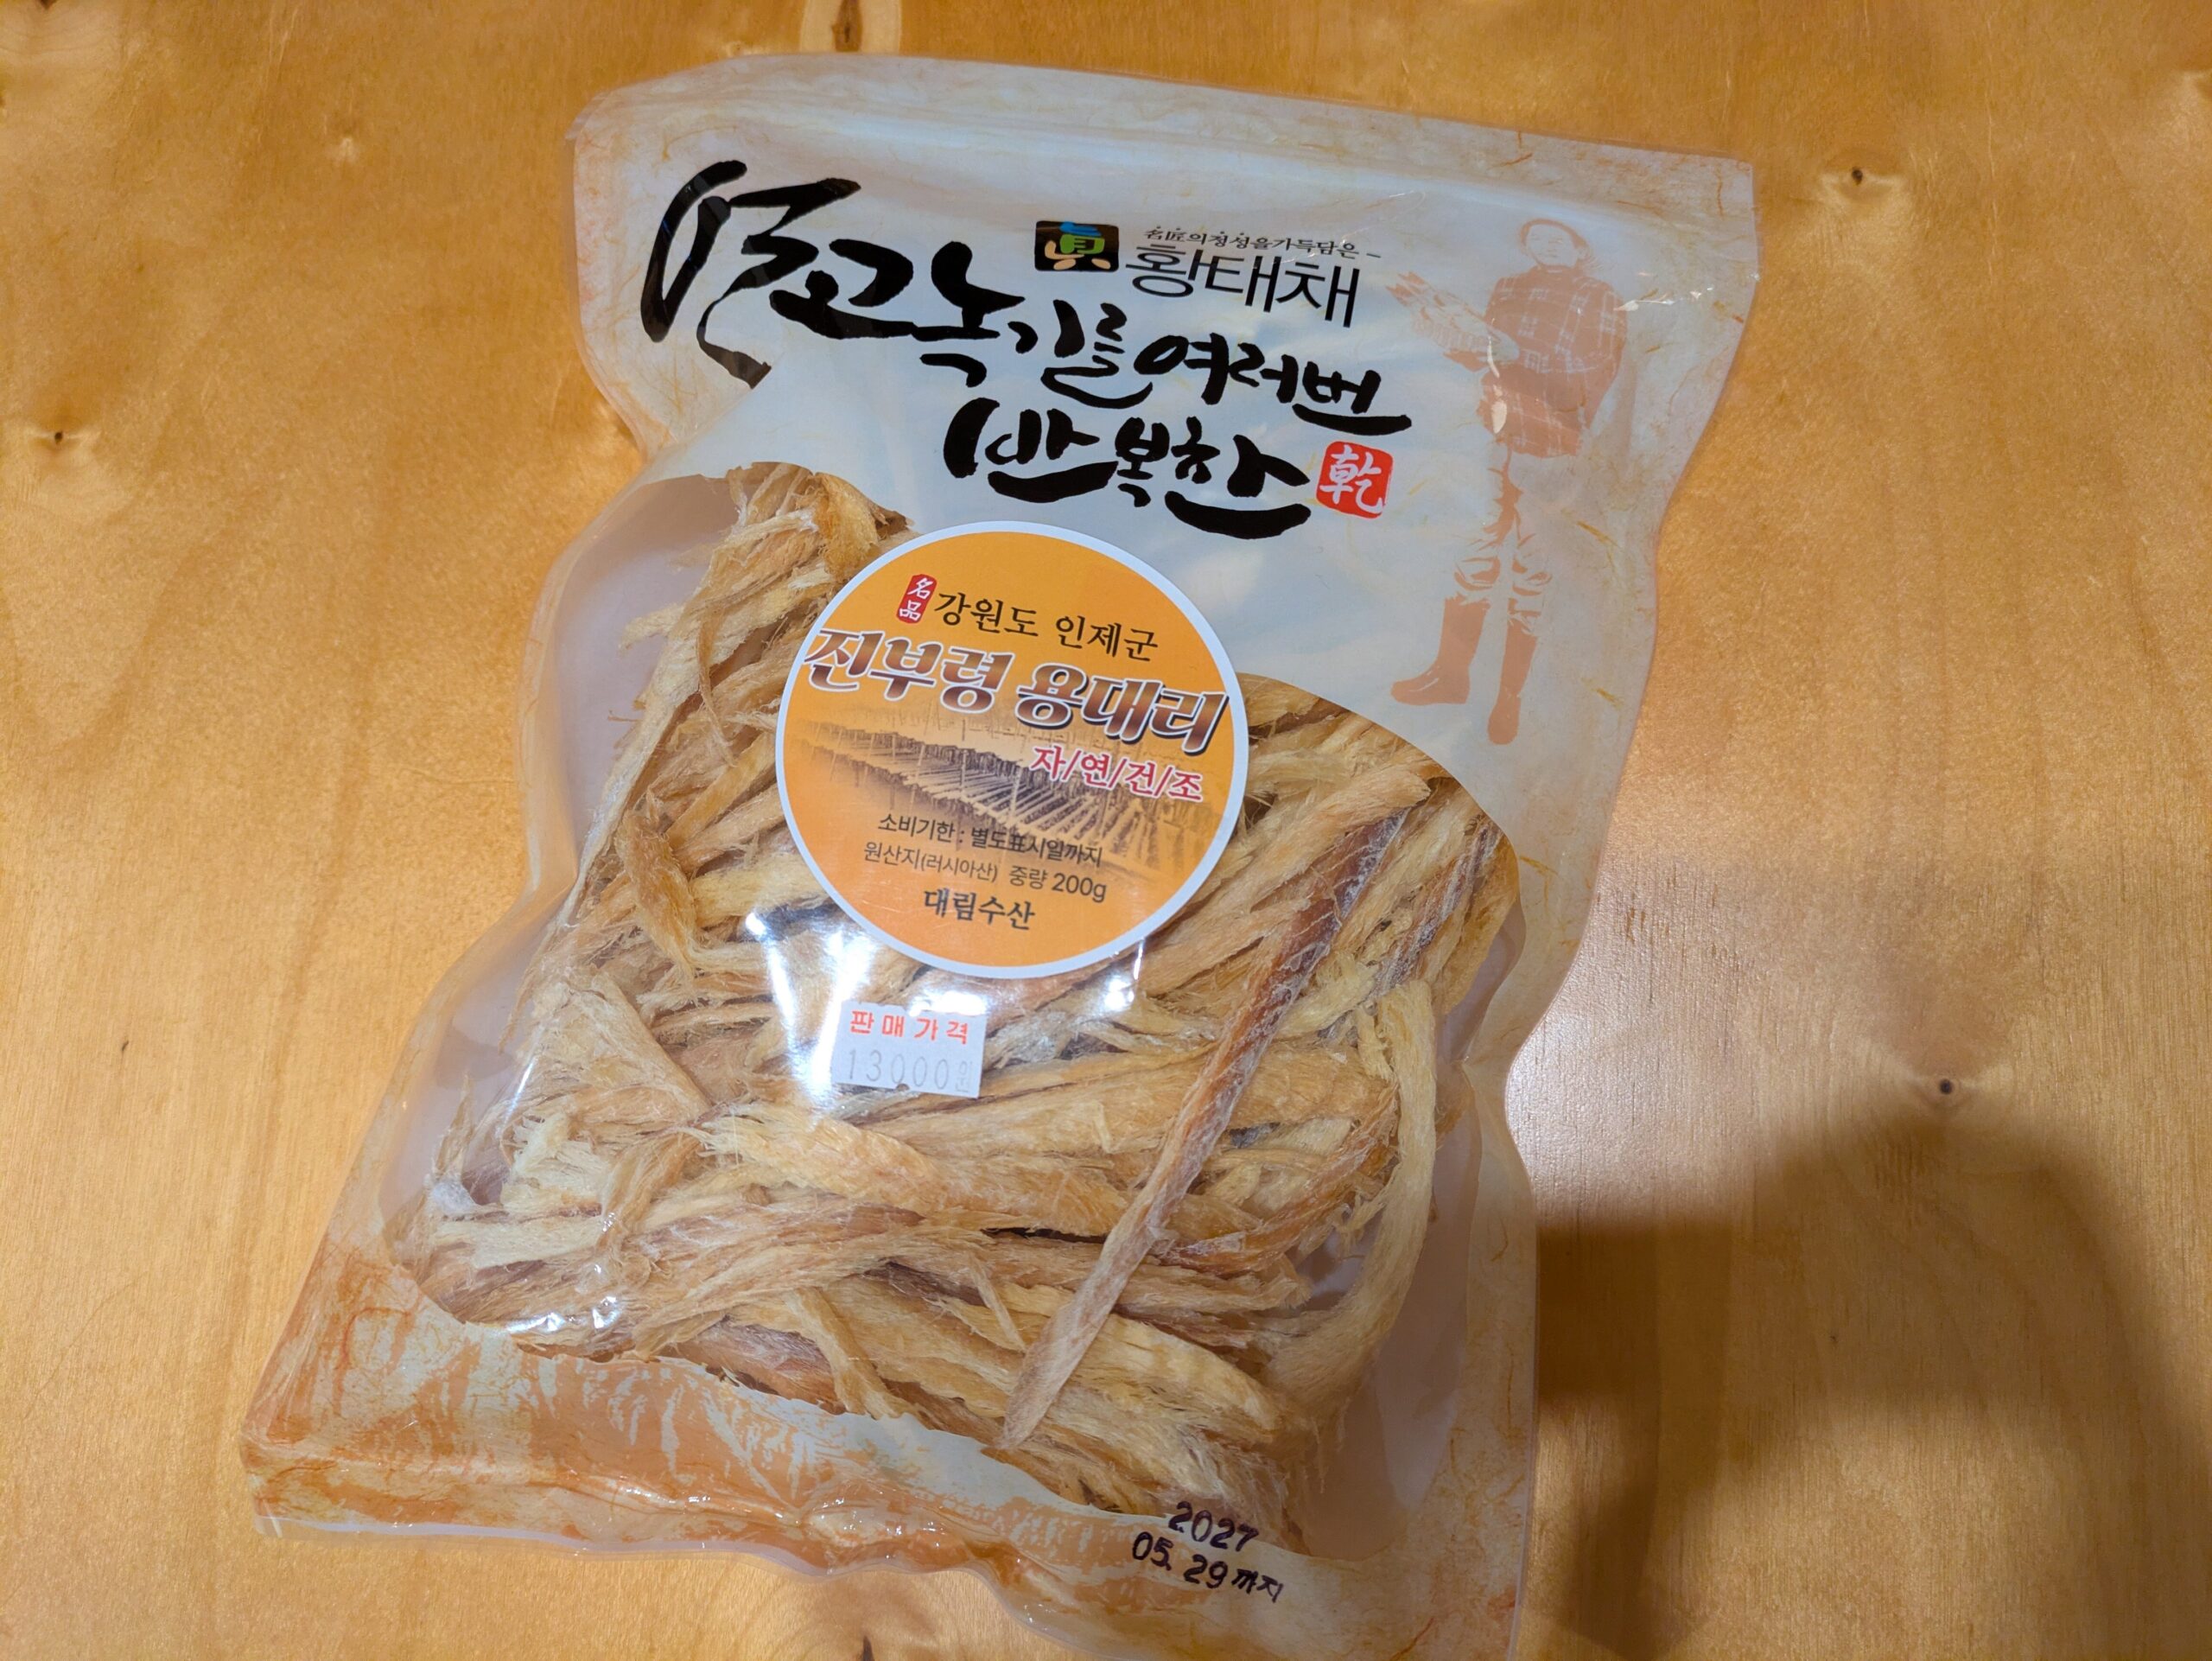 名匠의정성을가득담은
황태채
얼고녹기를여러번
반복한
乾
名品
강원도 인제군
진부령 용대리
자/연/건/조
소비기한 : 별도표시일까지
원산지(러시아산) 중량 200g
대림수산
판매가격
13000원
2027
05. 29까지